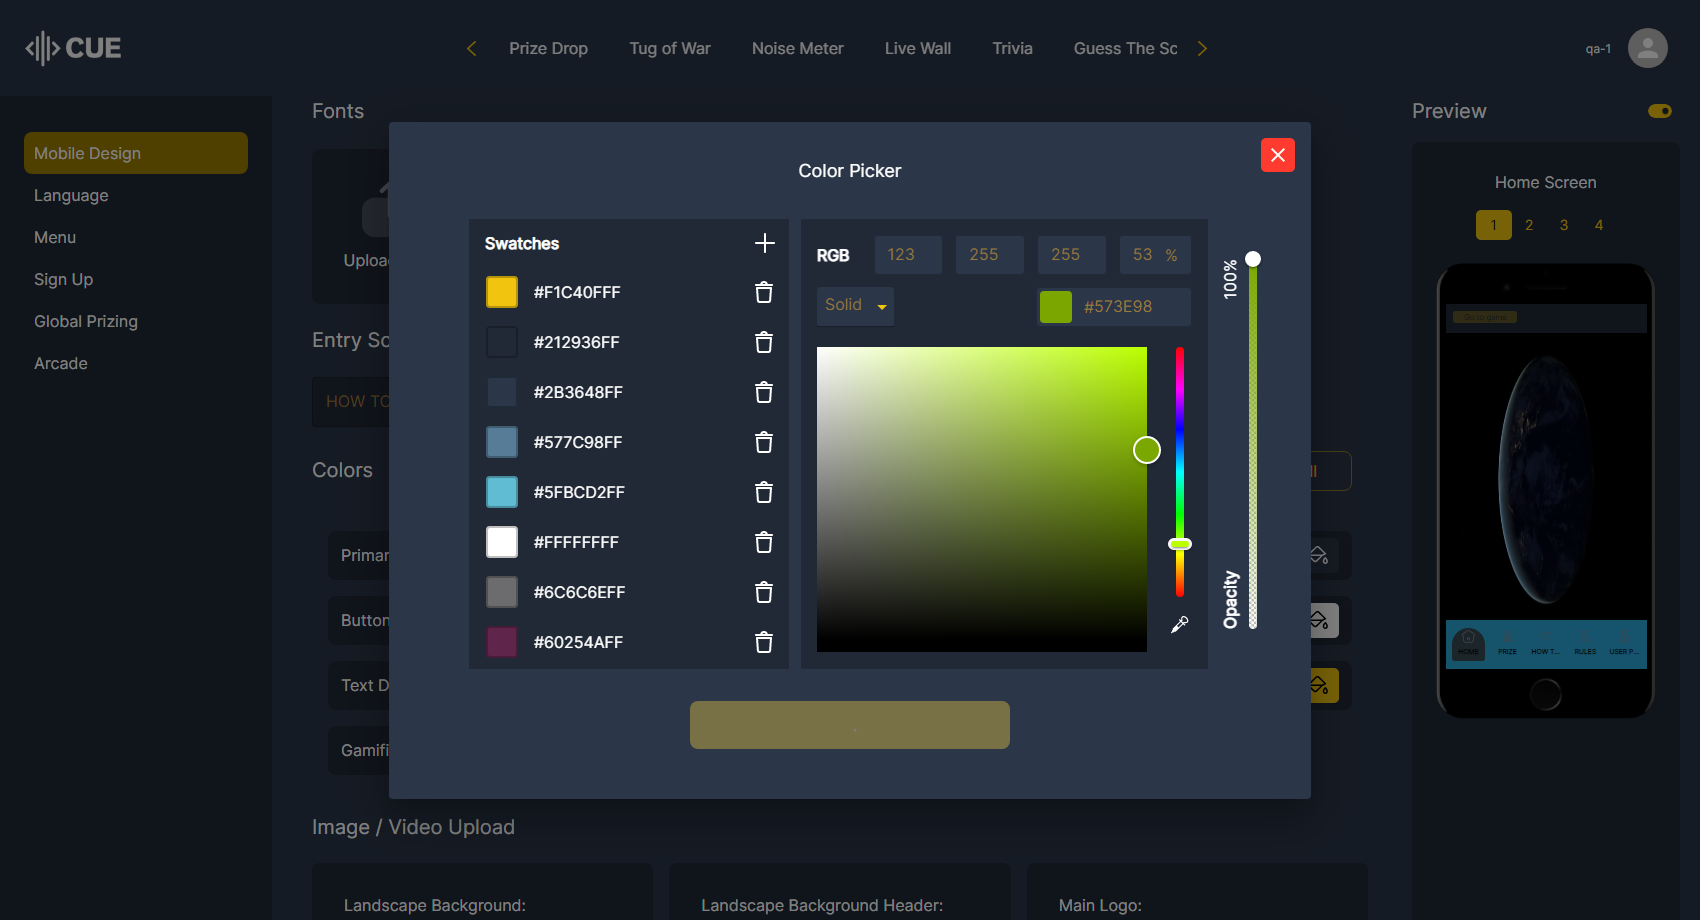 CUE
Prize Drop
Tug of War
Noise Meter
Live Wall
Trivia
Guess The Sc
qa-1
Mobile Design
Language
Menu
Sign Up
Global Prizing
Arcade
Fonts
Uploa
Entry Sc
HOW TO
Colors
Primar
Button
Text D
Gamifi
Image / Video Upload
Landscape Background:
Landscape Background Header:
Main Logo:
Color Picker
Swatches
#F1C40FFF
#212936FF
#2B3648FF
#577C98FF
#5FBCD2FF
#FFFFFFFF
#6C6C6EFF
#60254AFF
RGB
123
255
255
53 %
Solid
#573E98
100%
Opacity
Preview
Home Screen
1
2
3
4
Go to game
HOME
PRIZE
HOW T...
RULES
USER P...